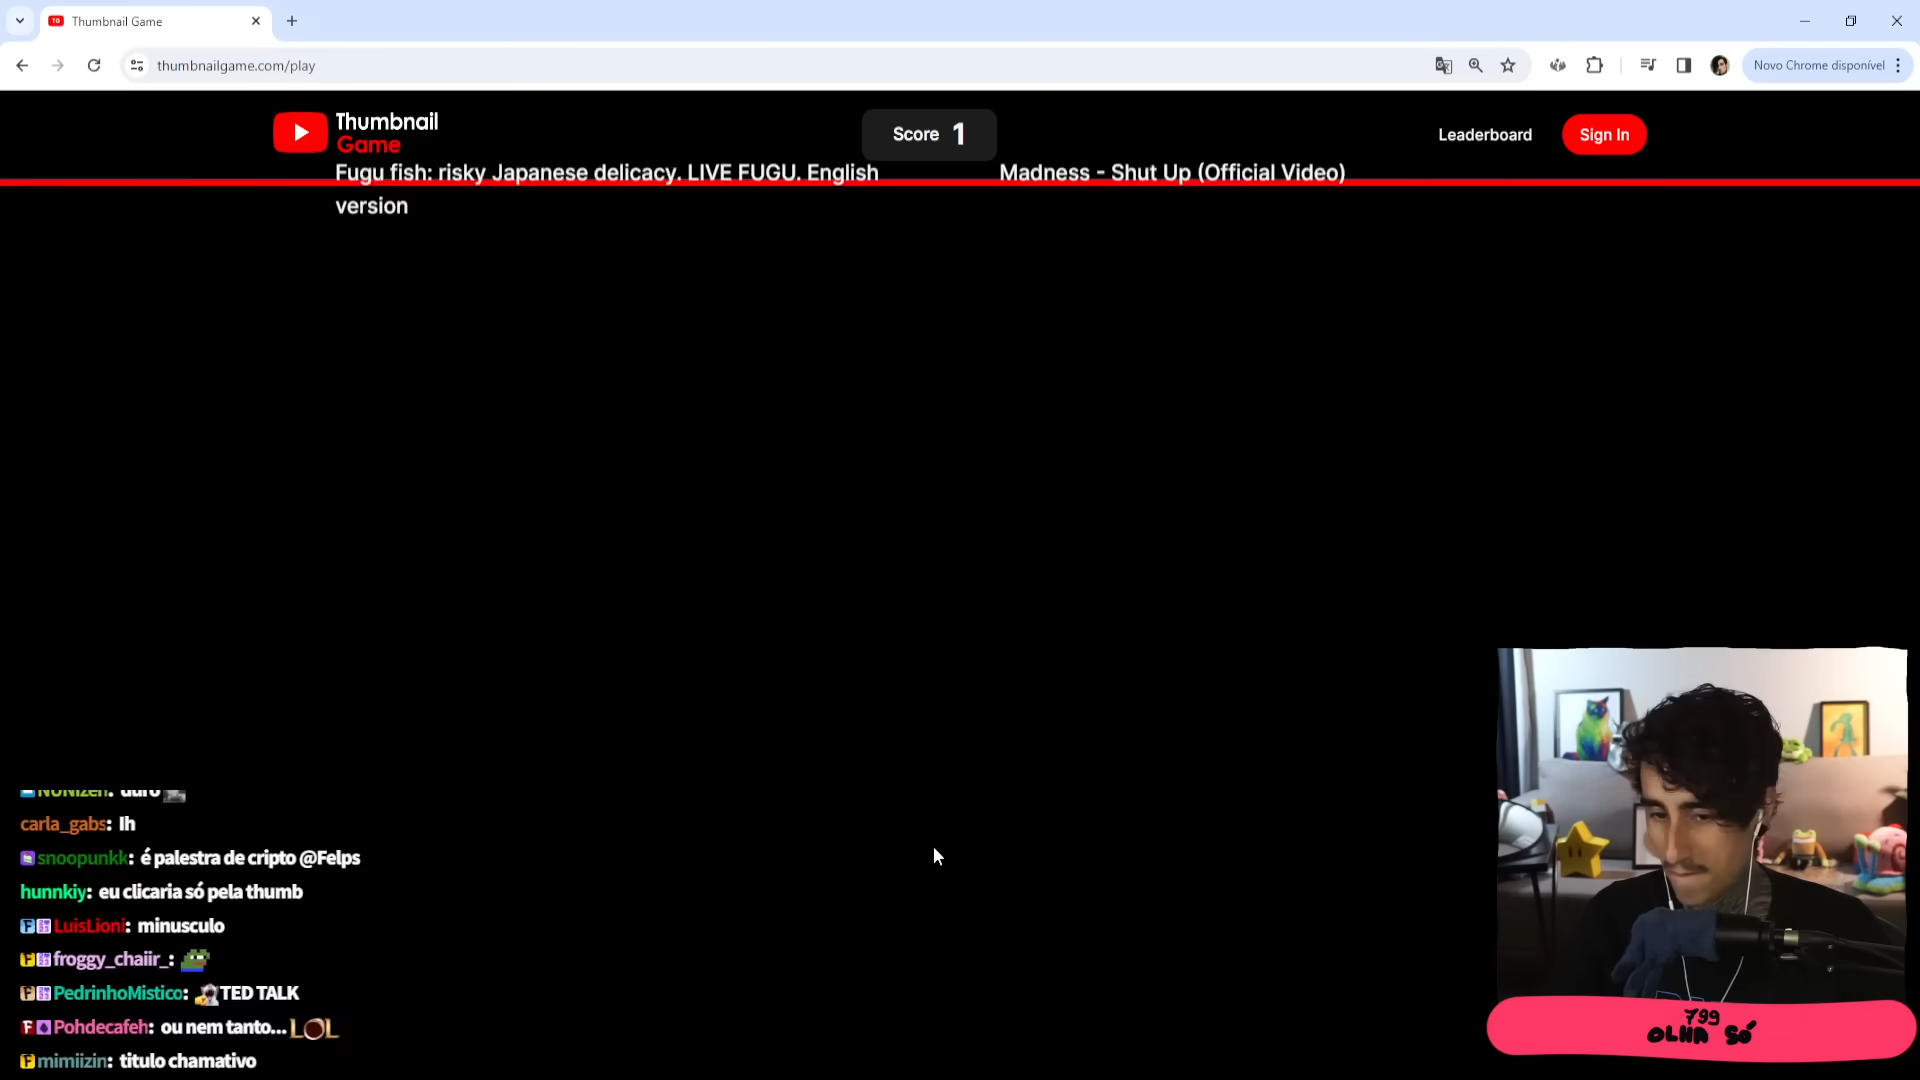 Thumbnail Game
thumbnailgame.com/play
Novo Chrome disponível
Thumbnail
Game
Score 1
Leaderboard
Sign In
Fugu fish: risky Japanese delicacy. LIVE FUGU. English
version
Madness - Shut Up (Official Video)
NoNizen: duro
carla_gabs: Ih
snoopunkk: é palestra de cripto @Felps
hunnkiy: eu clicaria só pela thumb
LuisLioni: minusculo
froggy_chaiir_:
PedrinhoMistico: TED TALK
Pohdecafeh: ou nem tanto... LOL
mimiizin: titulo chamativo
799
OLHA SÓ